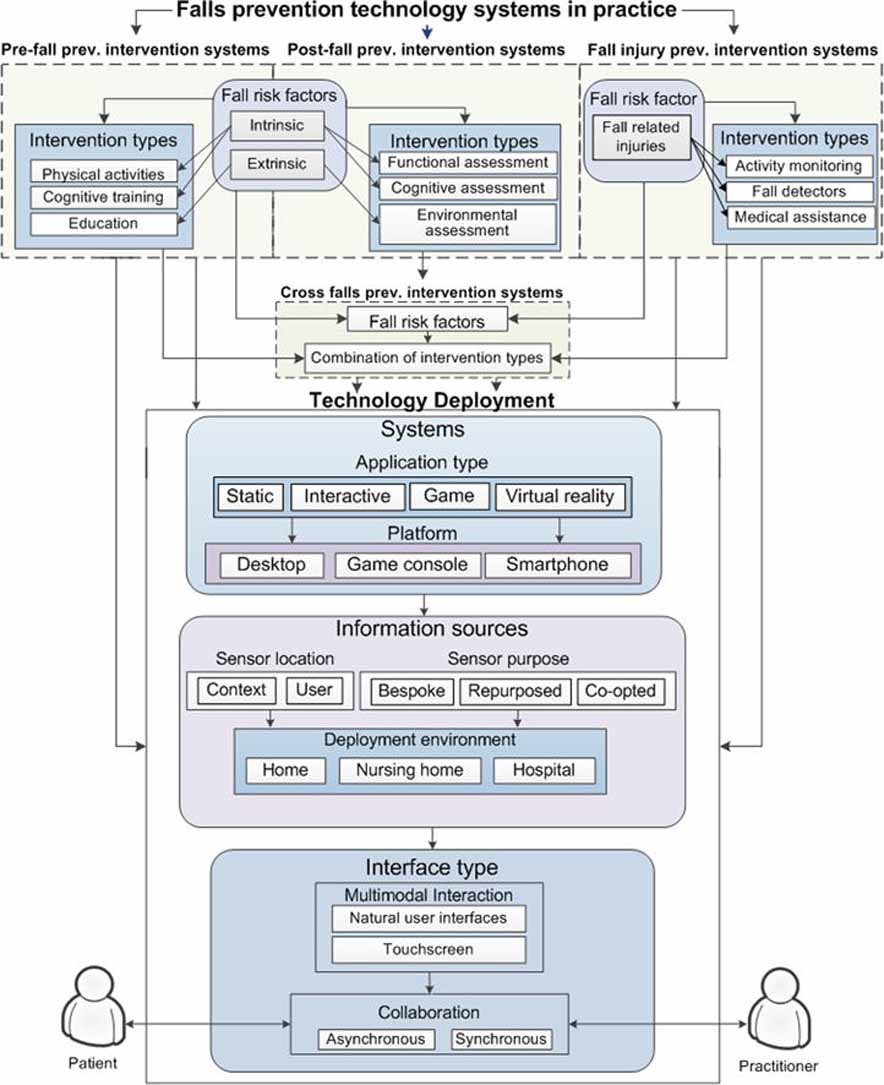 Falls prevention technology systems in practice
Pre-fall prev. intervention systems
Post-fall prev. intervention systems
Fall injury prev. intervention systems
Fall risk factors
Intrinsic
Extrinsic
Intervention types
Physical activities
Cognitive training
Education
Intervention types
Functional assessment
Cognitive assessment
Environmental
assessment
Fall risk factor
Fall related
injuries
Intervention types
Activity monitoring
Fall detectors
Medical assistance
Cross falls prev. intervention systems
Fall risk factors
Combination of intervention types
Technology Deployment
Systems
Application type
Static
Interactive
Game
Virtual reality
Platform
Desktop
Game console
Smartphone
Information sources
Sensor location
Context
User
Sensor purpose
Bespoke
Repurposed
Co-opted
Deployment environment
Home
Nursing home
Hospital
Interface type
Multimodal Interaction
Natural user interfaces
Touchscreen
Collaboration
Asynchronous
Synchronous
Patient
Practitioner